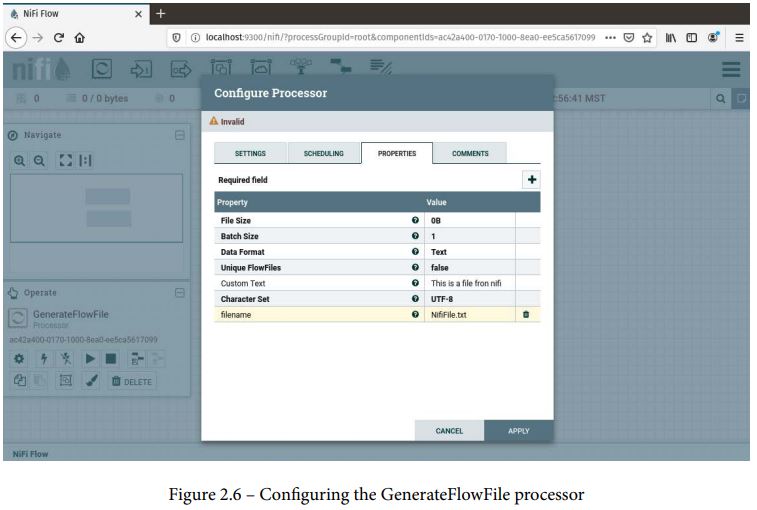 NiFi Flow
localhost:9300/nifi/?processGroupId=root&componentIds=ac42a400-0170-1000-8ea0-ee5ca5617099
nifi
0
0 / 0 bytes
0
:56:41 MST
Configure Processor
Invalid
SETTINGS
SCHEDULING
PROPERTIES
COMMENTS
Required field
Property Value
File Size 0B
Batch Size 1
Data Format Text
Unique FlowFiles false
Custom Text This is a file fron nifi
Character Set UTF-8
filename NifiFile.txt
CANCEL
APPLY
Navigate
Operate
GenerateFlowFile
Processor
ac42a400-0170-1000-8ea0-ee5ca5617099
DELETE
NiFi Flow
Figure 2.6 – Configuring the GenerateFlowFile processor